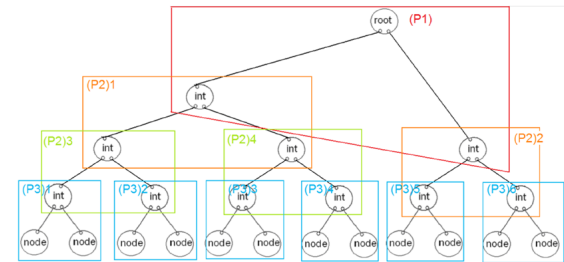 root (P1)
(P2)1
int
(P2)3 (P2)4 (P2)2
int int int
(P3)1 (P3)2 (P3)3 (P3)4 (P3)5 (P3)6
int int int int int int
node node node node node node node node node node node node